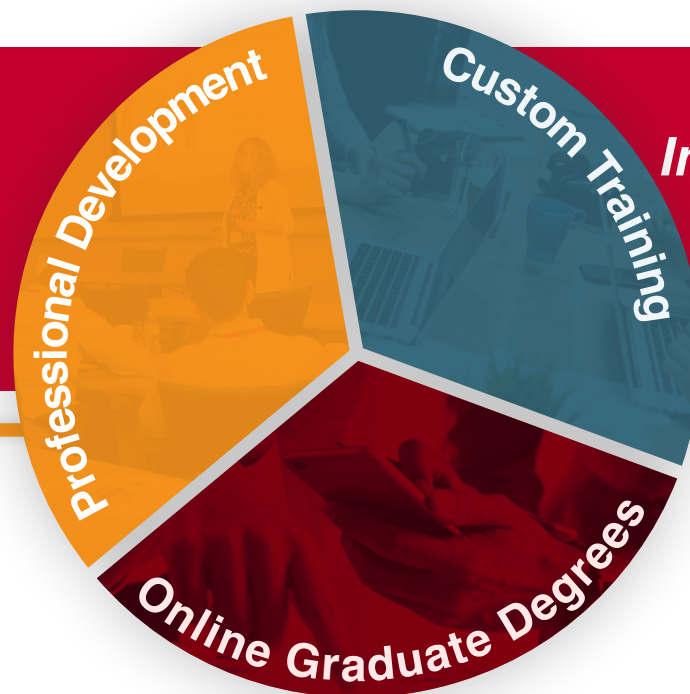 Professional Development
Custom Training
Online Graduate Degrees